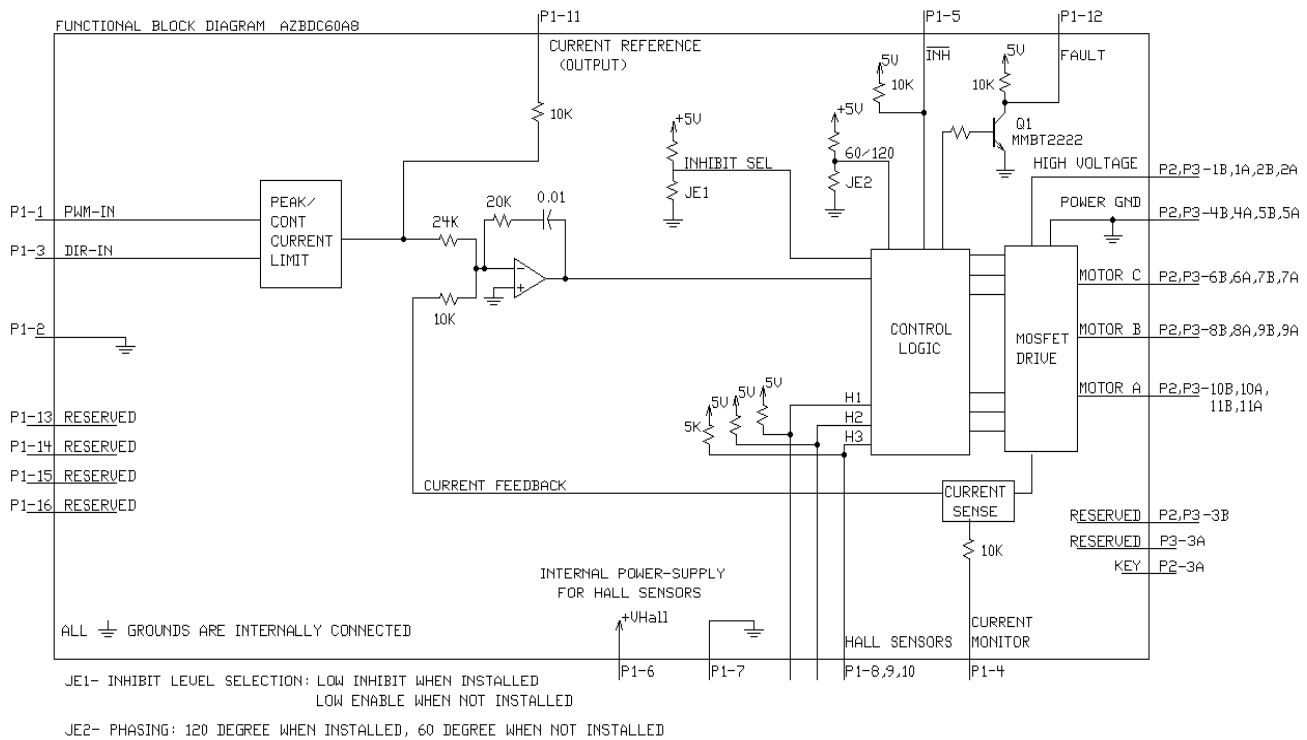 FUNCTIONAL BLOCK DIAGRAM AZBDC60A8
P1-11
P1-5
P1-12
CURRENT REFERENCE
(OUTPUT)
10K
5V
10K
INH
5V
10K
FAULT
Q1
MMBT2222
+5V
INHIBIT SEL
JE1
+5V
60/120
JE2
HIGH VOLTAGE
P2,P3-1B,1A,2B,2A
POWER GND
P2,P3-4B,4A,5B,5A
P1-1
PWM-IN
P1-3
DIR-IN
PEAK/
CONT
CURRENT
LIMIT
24K
20K
0.01
-
+
10K
P1-2
CONTROL
LOGIC
MOSFET
DRIVE
MOTOR C
P2,P3-6B,6A,7B,7A
MOTOR B
P2,P3-8B,8A,9B,9A
MOTOR A
P2,P3-10B,10A,
11B,11A
5V
5V
5V
5K
H1
H2
H3
P1-13 RESERVED
P1-14 RESERVED
P1-15 RESERVED
P1-16 RESERVED
CURRENT FEEDBACK
CURRENT
SENSE
10K
RESERVED
P2,P3-3B
RESERVED
P3-3A
KEY
P2-3A
INTERNAL POWER-SUPPLY
FOR HALL SENSORS
+VHall
ALL GROUNDS ARE INTERNALLY CONNECTED
HALL SENSORS
CURRENT
MONITOR
P1-6
P1-7
P1-8,9,10
P1-4
JE1- INHIBIT LEVEL SELECTION: LOW INHIBIT WHEN INSTALLED
LOW ENABLE WHEN NOT INSTALLED
JE2- PHASING: 120 DEGREE WHEN INSTALLED, 60 DEGREE WHEN NOT INSTALLED